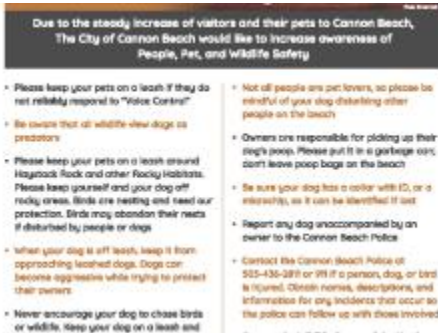 Due to the steady increase of visitors and their pets to Cannon Beach,
The City of Cannon Beach would like to increase awareness of
People, Pet, and Wildlife Safety
• Please keep your pets on a leash if they do
not reliably respond to "Voice Control"
• Be aware that all wildlife view dogs as
predators
• Please keep your pets on a leash around
Haystack Rock and other Rocky Habitats.
Please keep yourself and your dog off
rocky areas. Birds are nesting and need our
protection. Birds may abandon their nests
if disturbed by people or dogs
• When your dog is off leash, keep it from
approaching leashed dogs. Dogs can
become aggressive while trying to protect
their owners
• Never encourage your dog to chase birds
or wildlife. Keep your dog on a leash and
• Not all people are pet lovers, so please be
mindful of your dog disturbing other
people on the beach
• Owners are responsible for picking up their
dog's poop. Please put it in a garbage can;
don't leave poop bags on the beach
• Be sure your dog has a collar with ID, or a
microchip, so it can be identified if lost
• Report any dog unaccompanied by an
owner to the Cannon Beach Police
• Contact the Cannon Beach Police at
503-436-2811 or 911 if a person, dog, or bird
is injured. Obtain names, descriptions, and
information for any incidents that occur so
the police can follow up with those involved